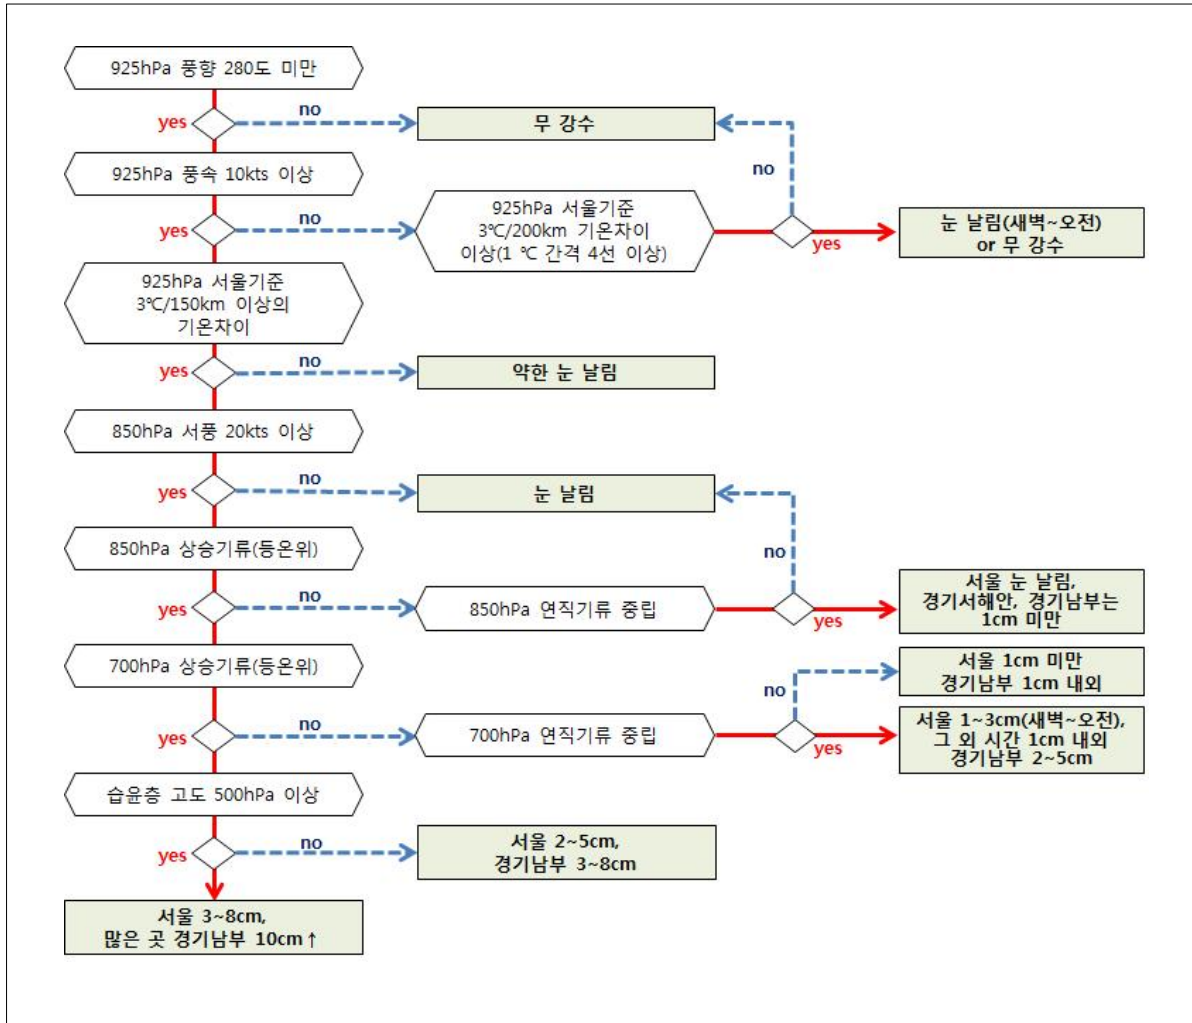 925hPa 풍향 280도 미만
yes
no
무 강수
925hPa 풍속 10kts 이상
yes
no
925hPa 서울기준
3℃/200km 기온차이
이상(1 ℃ 간격 4선 이상)
no
yes
눈 날림(새벽~오전)
or 무 강수
925hPa 서울기준
3℃/150km 이상의
기온차이
yes
no
약한 눈 날림
850hPa 서풍 20kts 이상
yes
no
눈 날림
850hPa 상승기류(등온위)
yes
no
850hPa 연직기류 중립
no
yes
서울 눈 날림,
경기서해안, 경기남부는
1cm 미만
700hPa 상승기류(등온위)
yes
no
700hPa 연직기류 중립
no
서울 1cm 미만
경기남부 1cm 내외
yes
서울 1~3cm(새벽~오전),
그 외 시간 1cm 내외
경기남부 2~5cm
습윤층 고도 500hPa 이상
yes
no
서울 2~5cm,
경기남부 3~8cm
서울 3~8cm,
많은 곳 경기남부 10cm↑